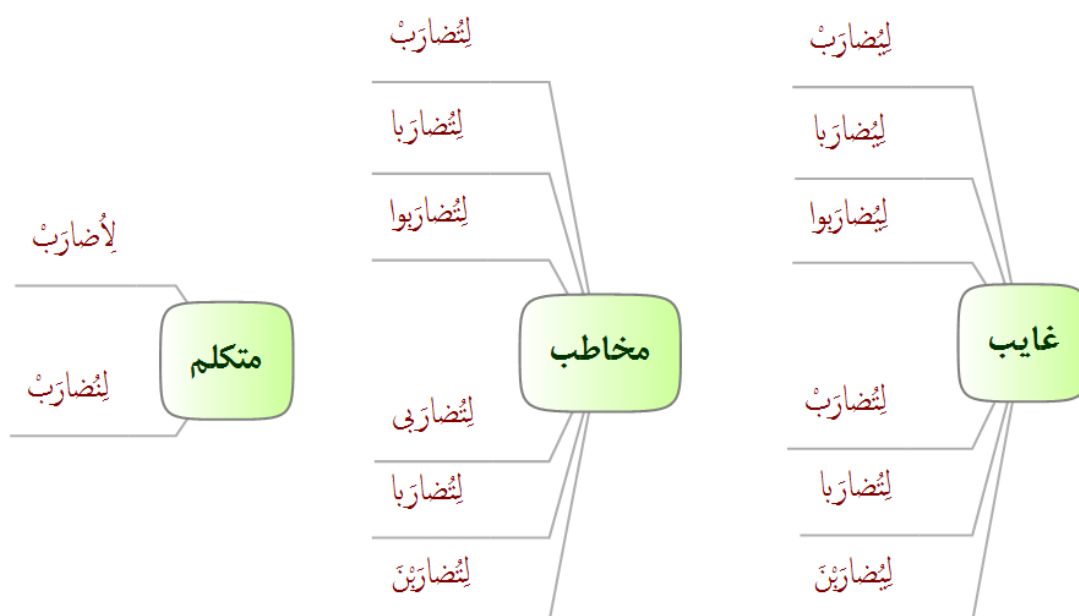 غایب
لِيُضارَبْ
لِيُضارَبا
لِيُضارَبوا
لِتُضارَبْ
لِتُضارَبا
لِيُضارَبْنَ
مخاطب
لِتُضارَبْ
لِتُضارَبا
لِتُضارَبوا
لِتُضارَبی
لِتُضارَبا
لِتُضارَبْنَ
متکلم
لِأُضارَبْ
لِنُضارَبْ